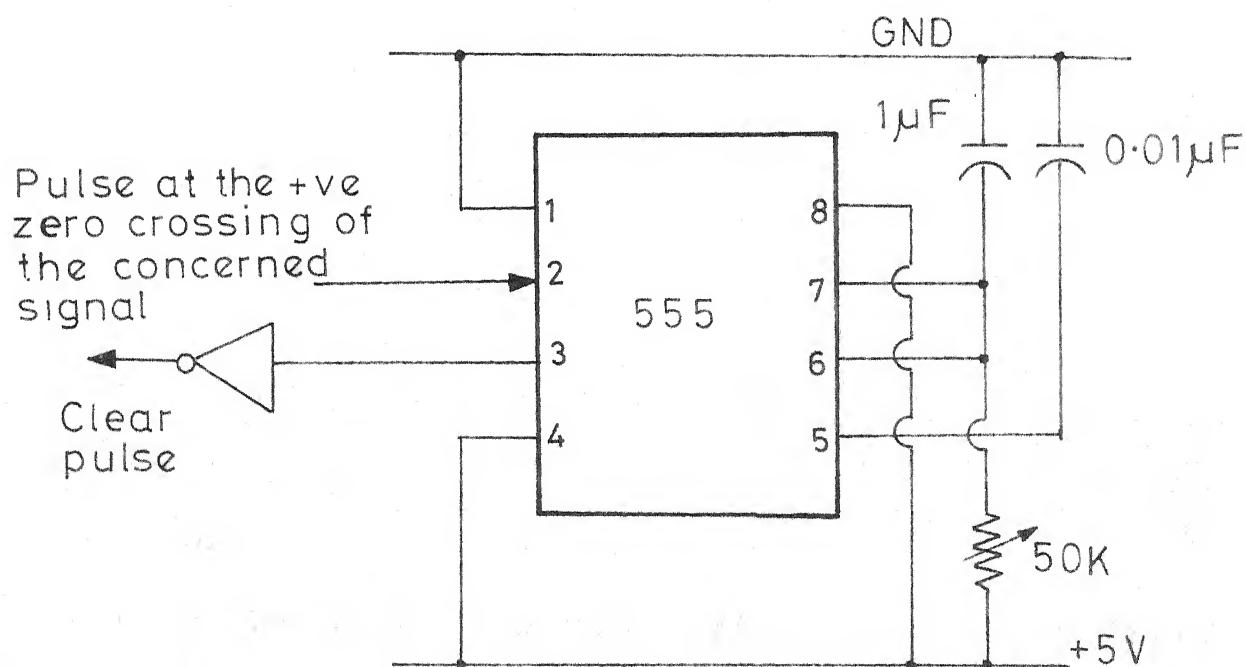 GND
1µF
0·01µF
Pulse at the +ve
zero crossing of
the concerned
signal
1
2
3
4
555
8
7
6
5
Clear
pulse
50K
+5V